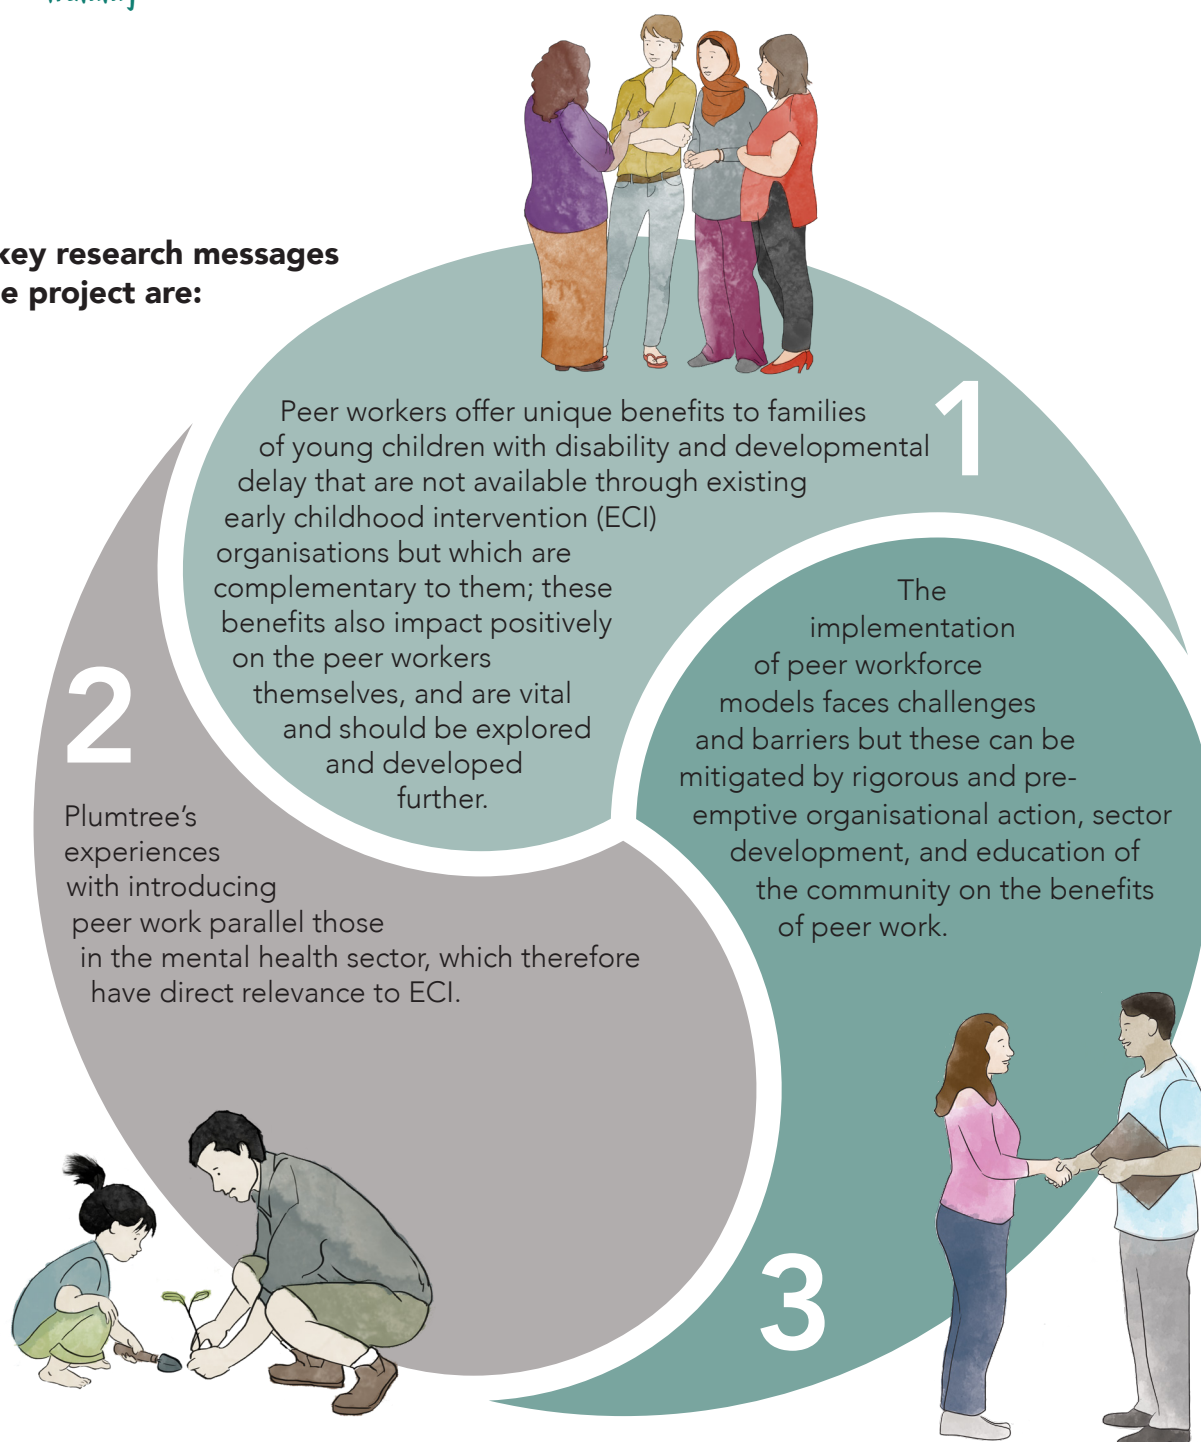 key research messages
e project are:
1
Peer workers offer unique benefits to families
of young children with disability and developmental
delay that are not available through existing
early childhood intervention (ECI)
organisations but which are
complementary to them; these
benefits also impact positively
on the peer workers
themselves, and are vital
and should be explored
and developed
further.
2
Plumtree’s
experiences
with introducing
peer work parallel those
in the mental health sector, which therefore
have direct relevance to ECI.
The
implementation
of peer workforce
models faces challenges
and barriers but these can be
mitigated by rigorous and pre-
emptive organisational action, sector
development, and education of
the community on the benefits
of peer work.
3